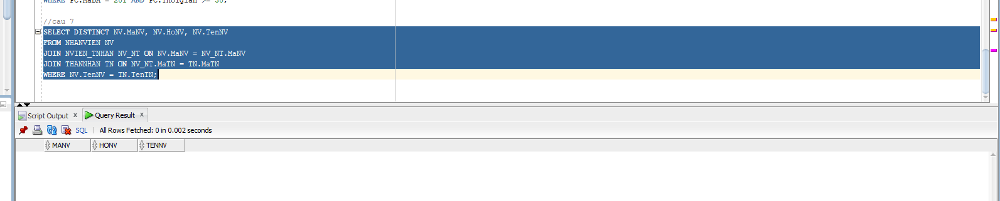 WHERE PC.MaDA = 201 AND PC.Thoigian >= 30;
//cau 7
SELECT DISTINCT NV.MaNV, NV.HoNV, NV.TenNV
FROM NHANVIEN NV
JOIN NVIEN_TNHAN NV_NT ON NV.MaNV = NV_NT.MaNV
JOIN THANNHAN TN ON NV_NT.MaTN = TN.MaTN
WHERE NV.TenNV = TN.TenTN;
Script Output x Query Result x
SQL | All Rows Fetched: 0 in 0.002 seconds
MANV HONV TENNV